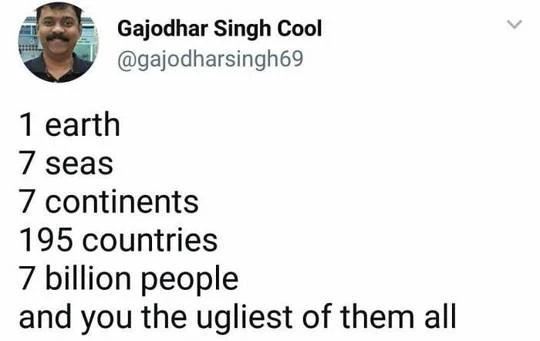 Gajodhar Singh Cool
@gajodharsingh69
1 earth
7 seas
7 continents
195 countries
7 billion people
and you the ugliest of them all